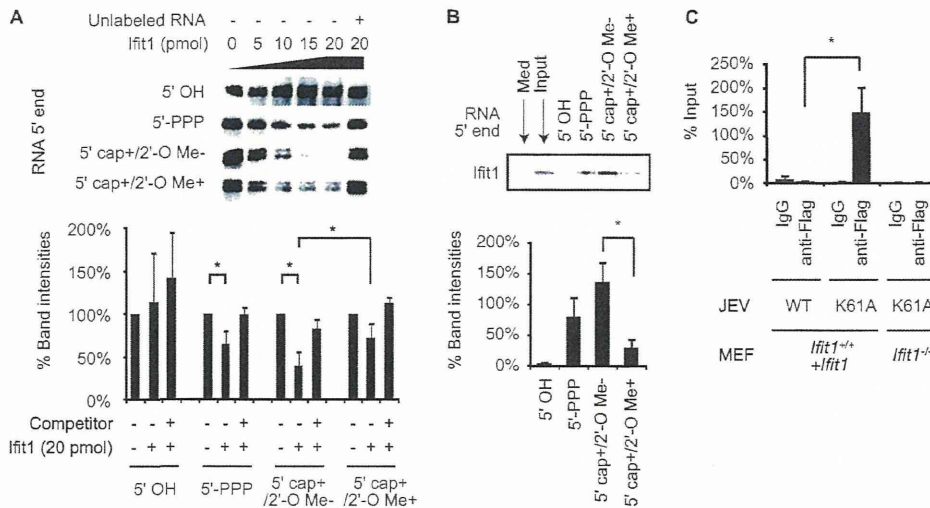 A
Unlabeled RNA - - - - - +
Ifit1 (pmol) 0 5 10 15 20 20
RNA 5' end
5' OH
5'-PPP
5' cap+/2'-O Me-
5' cap+/2'-O Me+
% Band intensities
200%
150%
100%
50%
0%
* * *
Competitor - - + - - + - - + - - +
Ifit1 (20 pmol) - + + - + + - + + - + +
5' OH
5'-PPP
5' cap+
/2'-O Me-
5' cap+
/2'-O Me+
B
RNA
5' end
Med
Input
5' OH
5'-PPP
5' cap+/2'-O Me-
5' cap+/2'-O Me+
Ifit1
% Band intensities
200%
150%
100%
50%
0%
*
5' OH
5'-PPP
5' cap+/2'-O Me-
5' cap+/2'-O Me+
C
*
% Input
250%
200%
150%
100%
50%
0%
IgG
anti-Flag
IgG
anti-Flag
IgG
anti-Flag
JEV WT K61A K61A
MEF Ifit1+/+
+Ifit1
Ifit1-/-